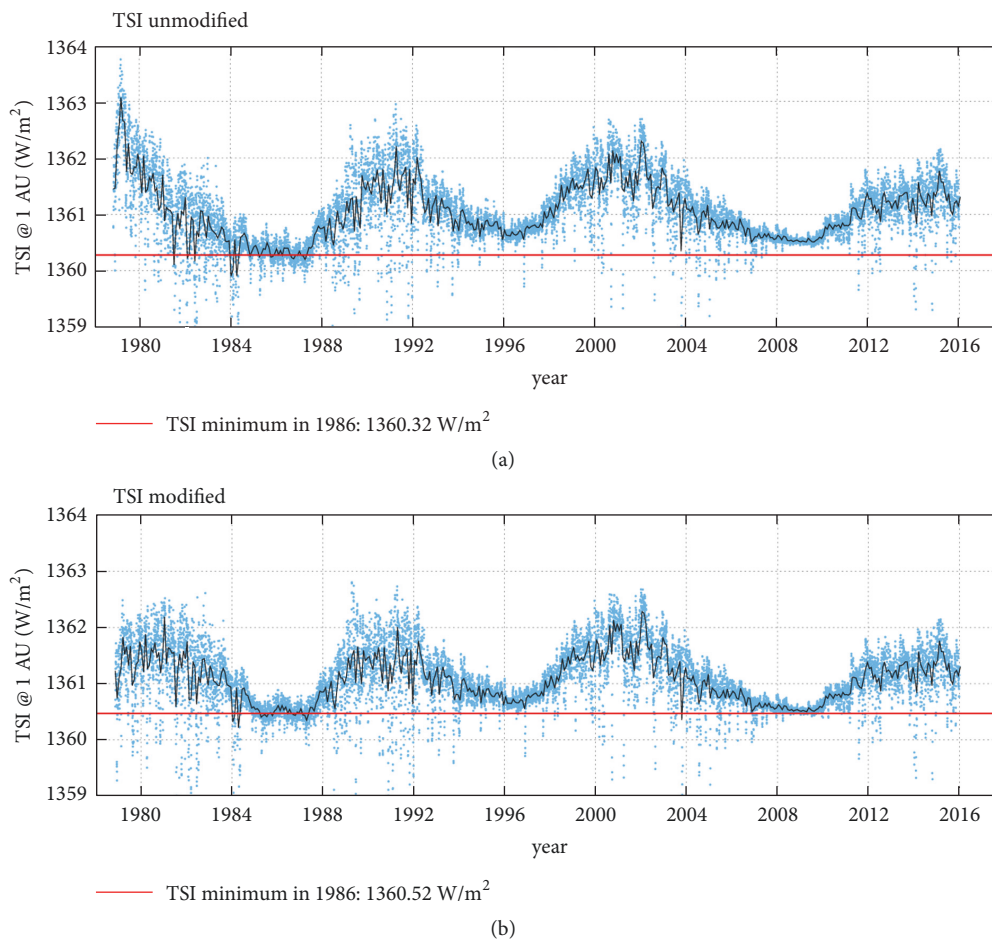 TSI unmodified
1364
1363
1362
1361
1360
1359
TSI @ 1 AU (W/m²)
1980 1984 1988 1992 1996 2000 2004 2008 2012 2016
year
TSI minimum in 1986: 1360.32 W/m²
(a)
TSI modified
1364
1363
1362
1361
1360
1359
TSI @ 1 AU (W/m²)
1980 1984 1988 1992 1996 2000 2004 2008 2012 2016
year
TSI minimum in 1986: 1360.52 W/m²
(b)